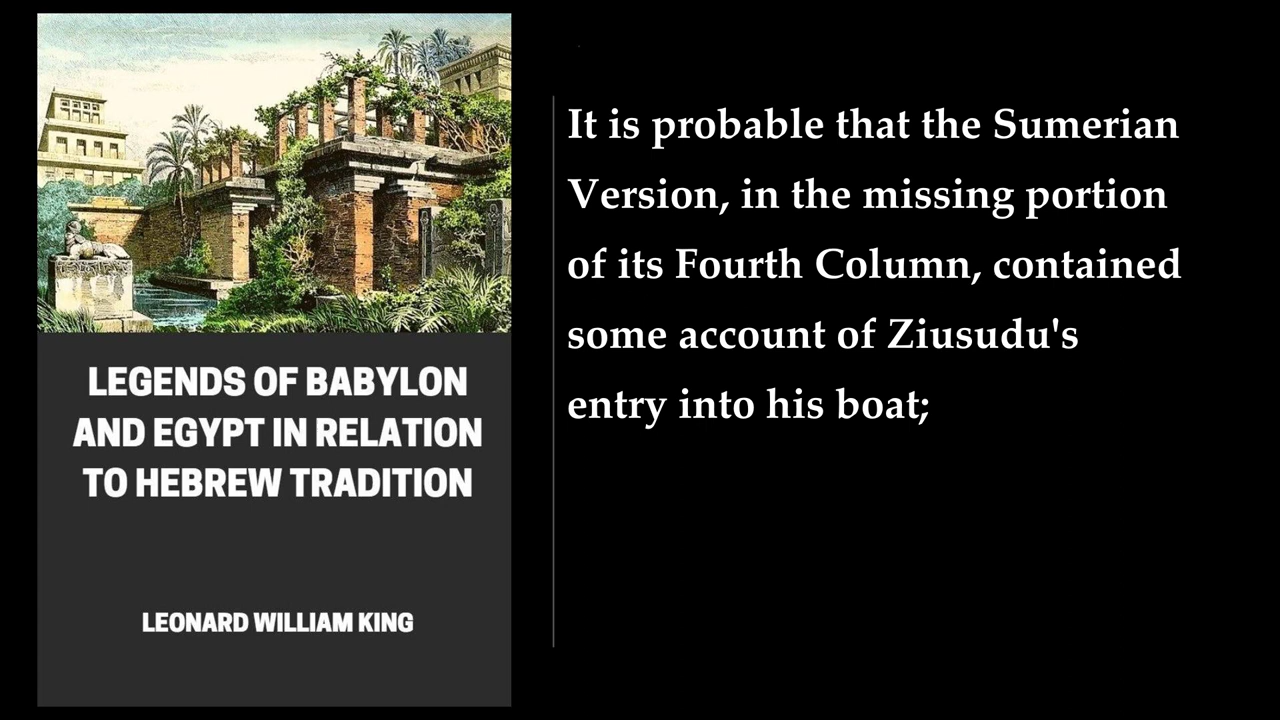 LEGENDS OF BABYLON
AND EGYPT IN RELATION
TO HEBREW TRADITION
LEONARD WILLIAM KING
It is probable that the Sumerian
Version, in the missing portion
of its Fourth Column, contained
some account of Ziusudu's
entry into his boat;